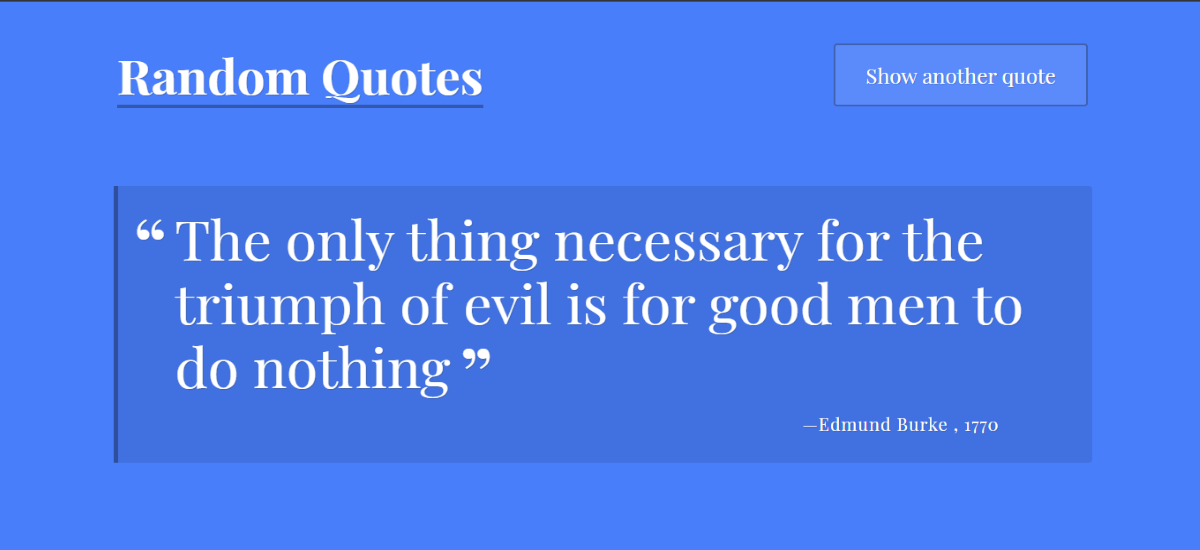 Random Quotes
Show another quote
“ The only thing necessary for the
triumph of evil is for good men to
do nothing ”
—Edmund Burke , 1770